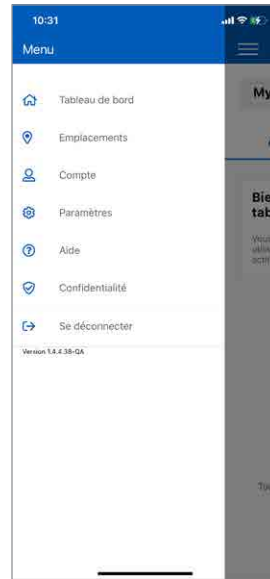 10:31
Menu
My
Tableau de bord
Emplacements
Compte
Bie
tab
Paramètres
Aide
Confidentialité
Se déconnecter
Version 1.4.4.38-QA